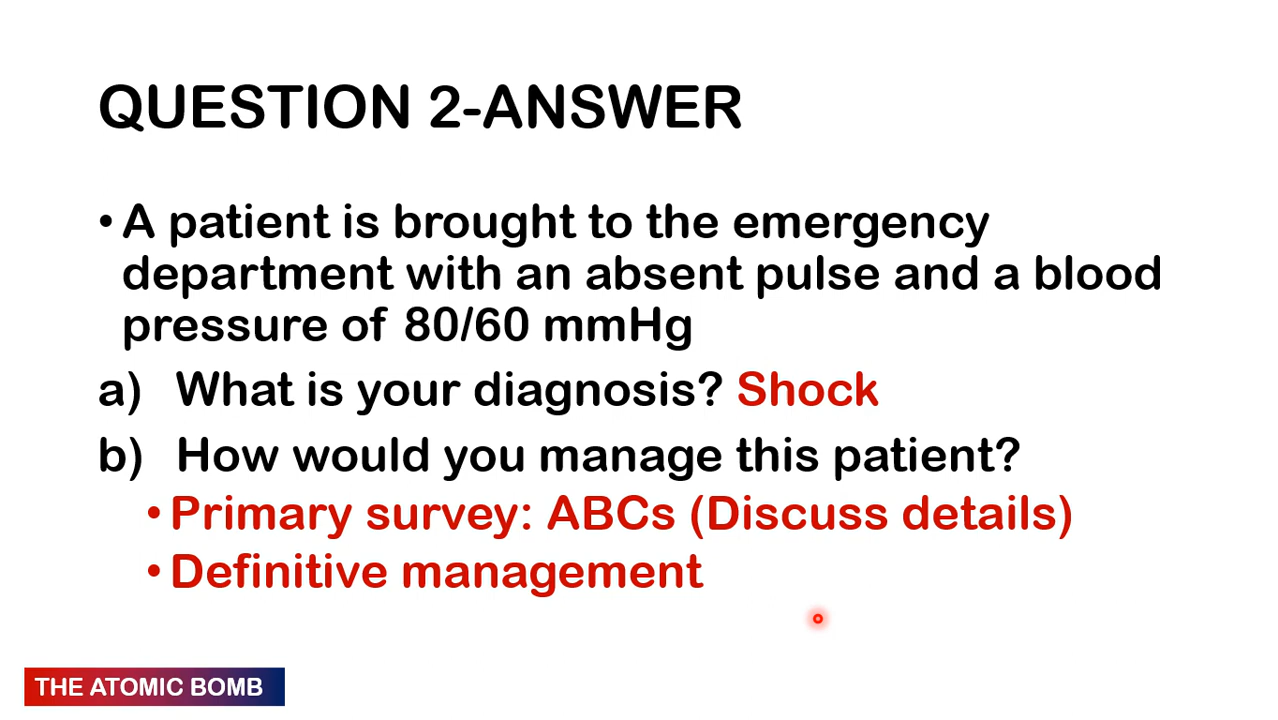 QUESTION 2-ANSWER
• A patient is brought to the emergency
department with an absent pulse and a blood
pressure of 80/60 mmHg
a) What is your diagnosis? Shock
b) How would you manage this patient?
• Primary survey: ABCs (Discuss details)
• Definitive management
THE ATOMIC BOMB